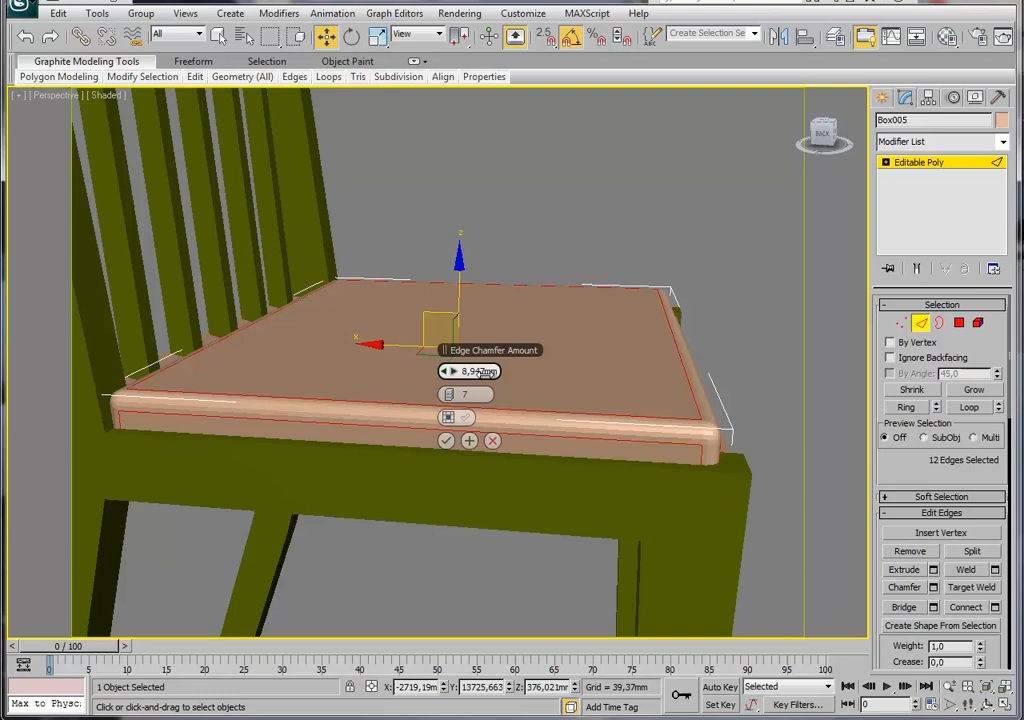 Edit Tools Group Views Create Modifiers Animation Graph Editors Rendering Customize MAXScript Help
All View 2.5 Create Selection Se
Graphite Modeling Tools Freeform Selection Object Paint
Polygon Modeling Modify Selection Edit Geometry (All) Edges Loops Tris Subdivision Align Properties
[ + ] [ Perspective ] [ Shaded ]
BACK
Box005
Modifier List
Editable Poly
z
x
Edge Chamfer Amount
8,947mm
7
Selection
By Vertex
Ignore Backfacing
By Angle: 45,0
Shrink Grow
Ring Loop
Preview Selection
Off SubObj Multi
12 Edges Selected
Soft Selection
Edit Edges
Insert Vertex
Remove Split
Extrude Weld
Chamfer Target Weld
Bridge Connect
Create Shape From Selection
Weight: 1,0
Crease: 0,0
0 / 100
0 5 10 15 20 25 30 35 40 45 50 55 60 65 70 75 80 85 90 95 100
1 Object Selected X: -2719,19m Y: 13725,663 Z: 376,021mr Grid = 39,37mm Auto Key Selected
Max to Physc: Click or click-and-drag to select objects Add Time Tag Set Key Key Filters... 0